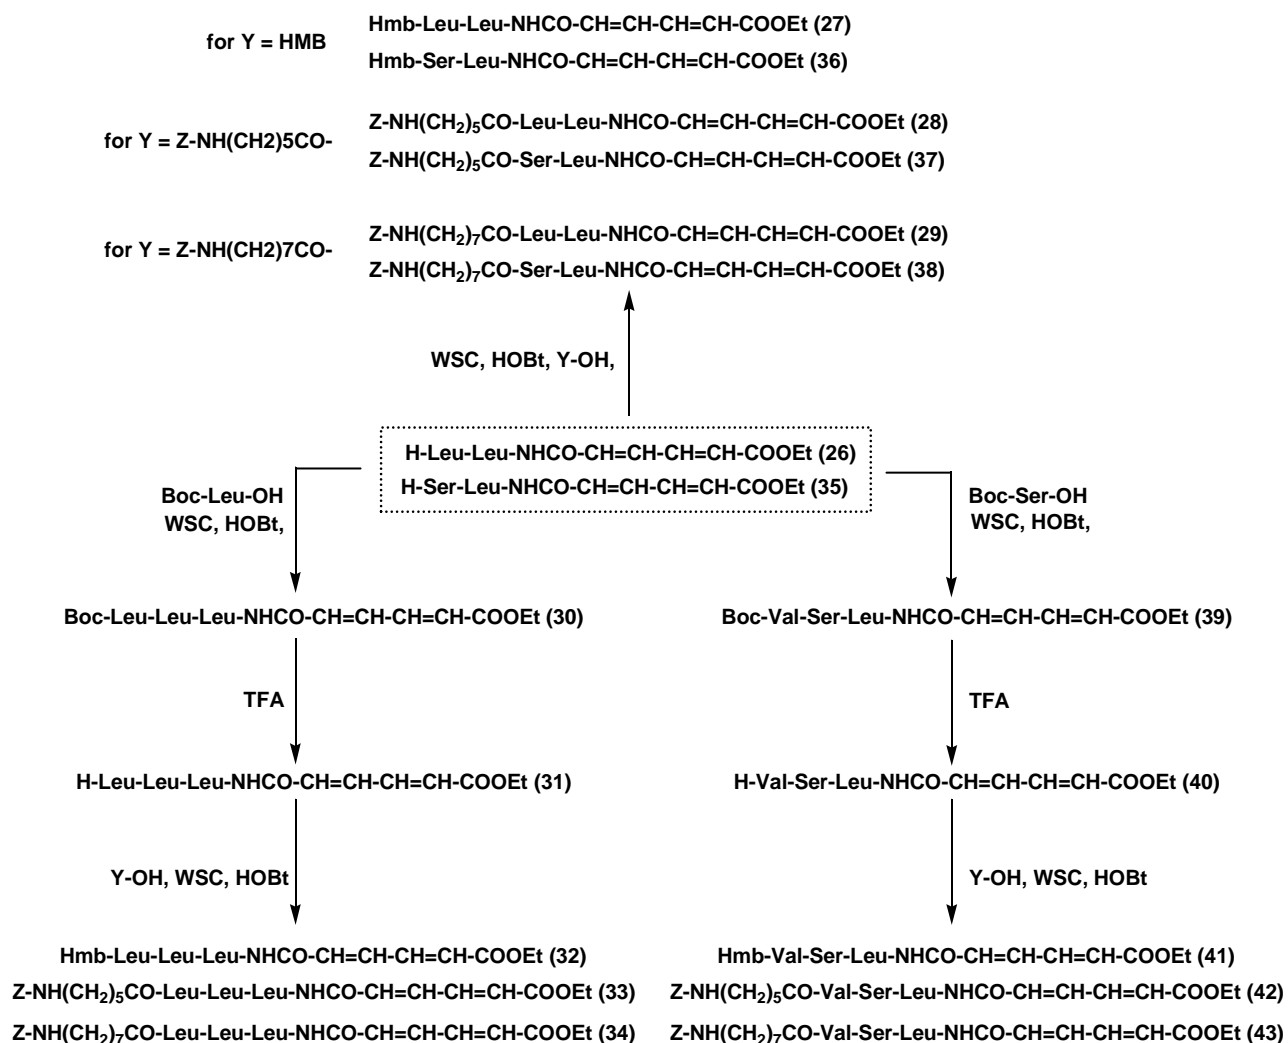 for Y = HMB
Hmb-Leu-Leu-NHCO-CH=CH-CH=CH-COOEt (27)
Hmb-Ser-Leu-NHCO-CH=CH-CH=CH-COOEt (36)
for Y = Z-NH(CH2)5CO-
Z-NH(CH₂)₅CO-Leu-Leu-NHCO-CH=CH-CH=CH-COOEt (28)
Z-NH(CH₂)₅CO-Ser-Leu-NHCO-CH=CH-CH=CH-COOEt (37)
for Y = Z-NH(CH2)7CO-
Z-NH(CH₂)₇CO-Leu-Leu-NHCO-CH=CH-CH=CH-COOEt (29)
Z-NH(CH₂)₇CO-Ser-Leu-NHCO-CH=CH-CH=CH-COOEt (38)
WSC, HOBt, Y-OH,
H-Leu-Leu-NHCO-CH=CH-CH=CH-COOEt (26)
H-Ser-Leu-NHCO-CH=CH-CH=CH-COOEt (35)
Boc-Leu-OH
WSC, HOBt,
Boc-Ser-OH
WSC, HOBt,
Boc-Leu-Leu-Leu-NHCO-CH=CH-CH=CH-COOEt (30)
Boc-Val-Ser-Leu-NHCO-CH=CH-CH=CH-COOEt (39)
TFA
TFA
H-Leu-Leu-Leu-NHCO-CH=CH-CH=CH-COOEt (31)
H-Val-Ser-Leu-NHCO-CH=CH-CH=CH-COOEt (40)
Y-OH, WSC, HOBt
Y-OH, WSC, HOBt
Hmb-Leu-Leu-Leu-NHCO-CH=CH-CH=CH-COOEt (32)
Z-NH(CH₂)₅CO-Leu-Leu-Leu-NHCO-CH=CH-CH=CH-COOEt (33)
Z-NH(CH₂)₇CO-Leu-Leu-Leu-NHCO-CH=CH-CH=CH-COOEt (34)
Hmb-Val-Ser-Leu-NHCO-CH=CH-CH=CH-COOEt (41)
Z-NH(CH₂)₅CO-Val-Ser-Leu-NHCO-CH=CH-CH=CH-COOEt (42)
Z-NH(CH₂)₇CO-Val-Ser-Leu-NHCO-CH=CH-CH=CH-COOEt (43)